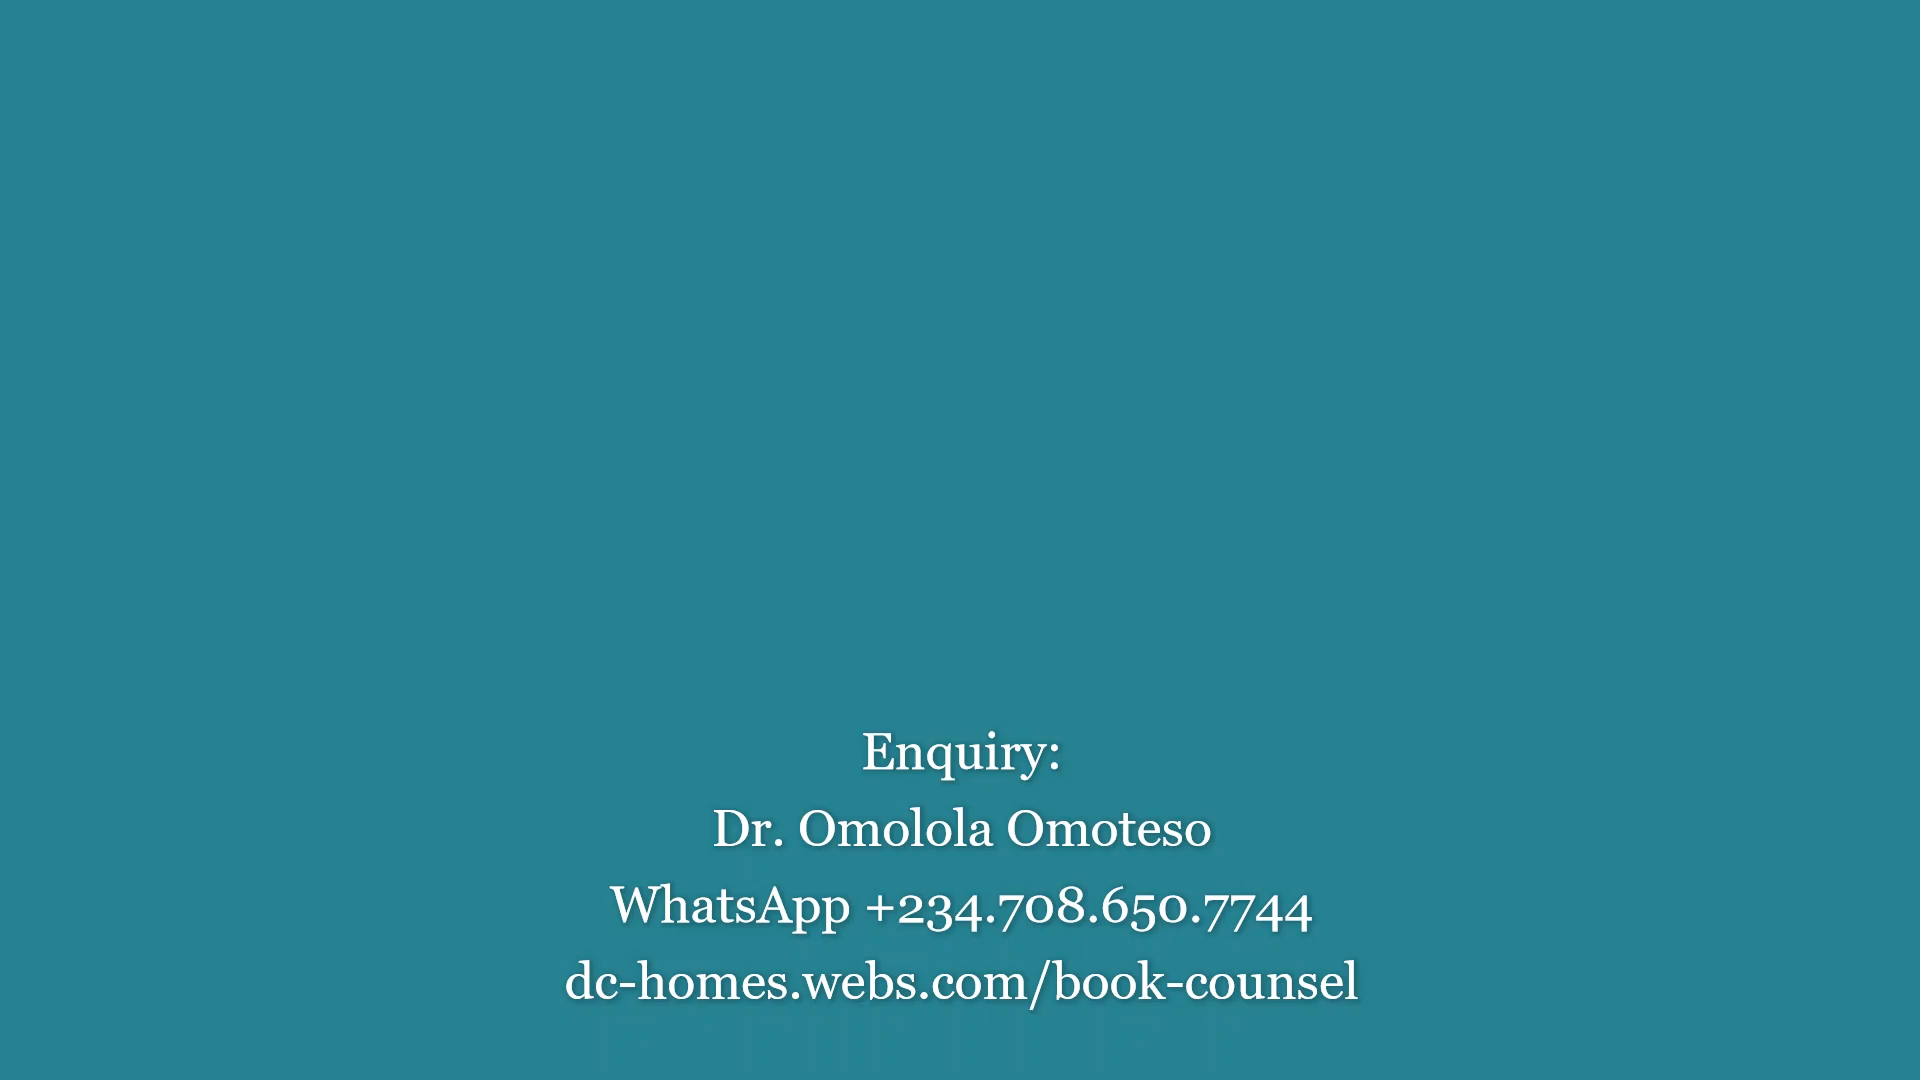 Enquiry:
Dr. Omolola Omoteso
WhatsApp +234.708.650.7744
dc-homes.webs.com/book-counsel